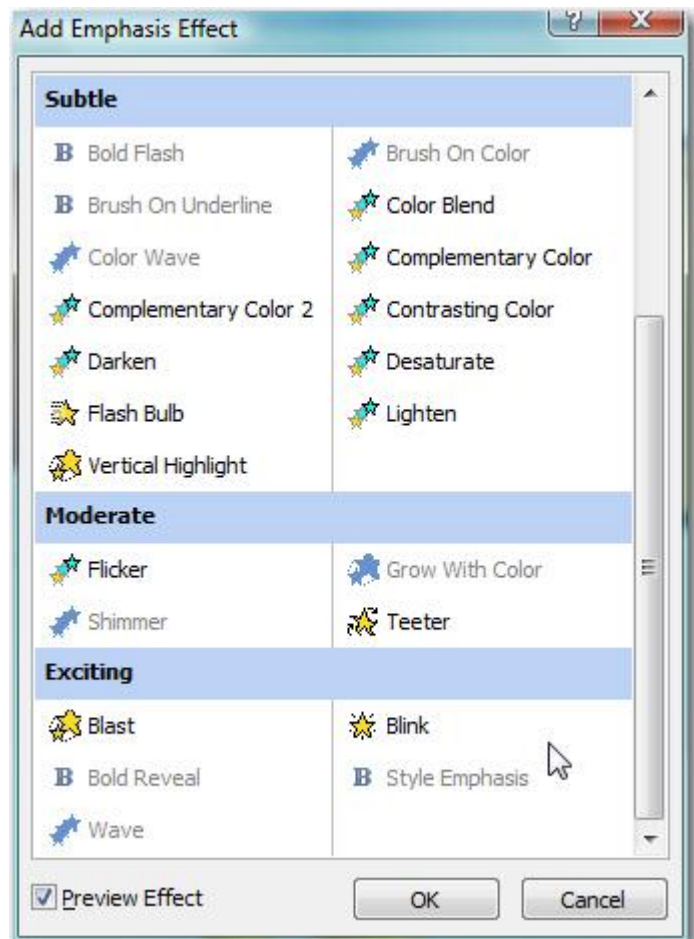 Add Emphasis Effect
Subtle
Bold Flash Brush On Color
Brush On Underline Color Blend
Color Wave Complementary Color
Complementary Color 2 Contrasting Color
Darken Desaturate
Flash Bulb Lighten
Vertical Highlight
Moderate
Flicker Grow With Color
Shimmer Teeter
Exciting
Blast Blink
B Bold Reveal B Style Emphasis
Wave
Preview Effect OK Cancel